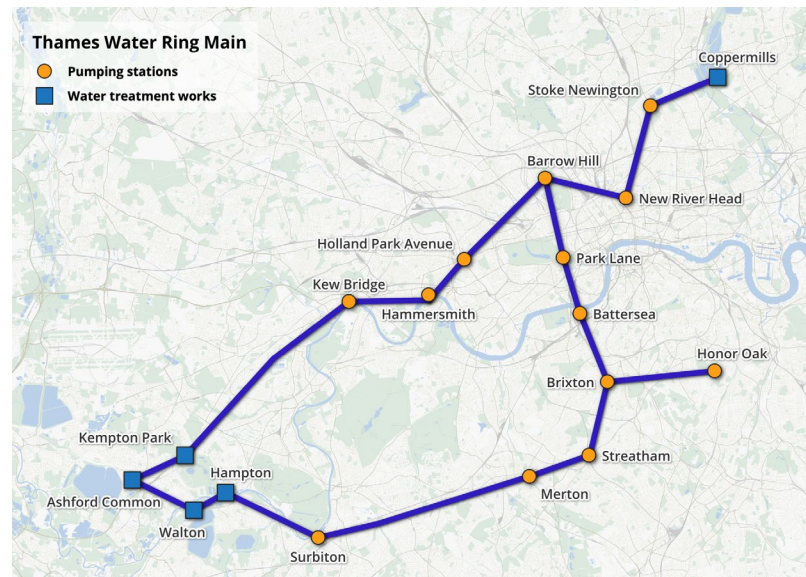 Thames Water Ring Main
Pumping stations
Water treatment works
Coppermills
Stoke Newington
Barrow Hill
New River Head
Holland Park Avenue
Park Lane
Kew Bridge
Hammersmith
Battersea
Honor Oak
Brixton
Kempton Park
Hampton
Streatham
Ashford Common
Merton
Walton
Surbiton